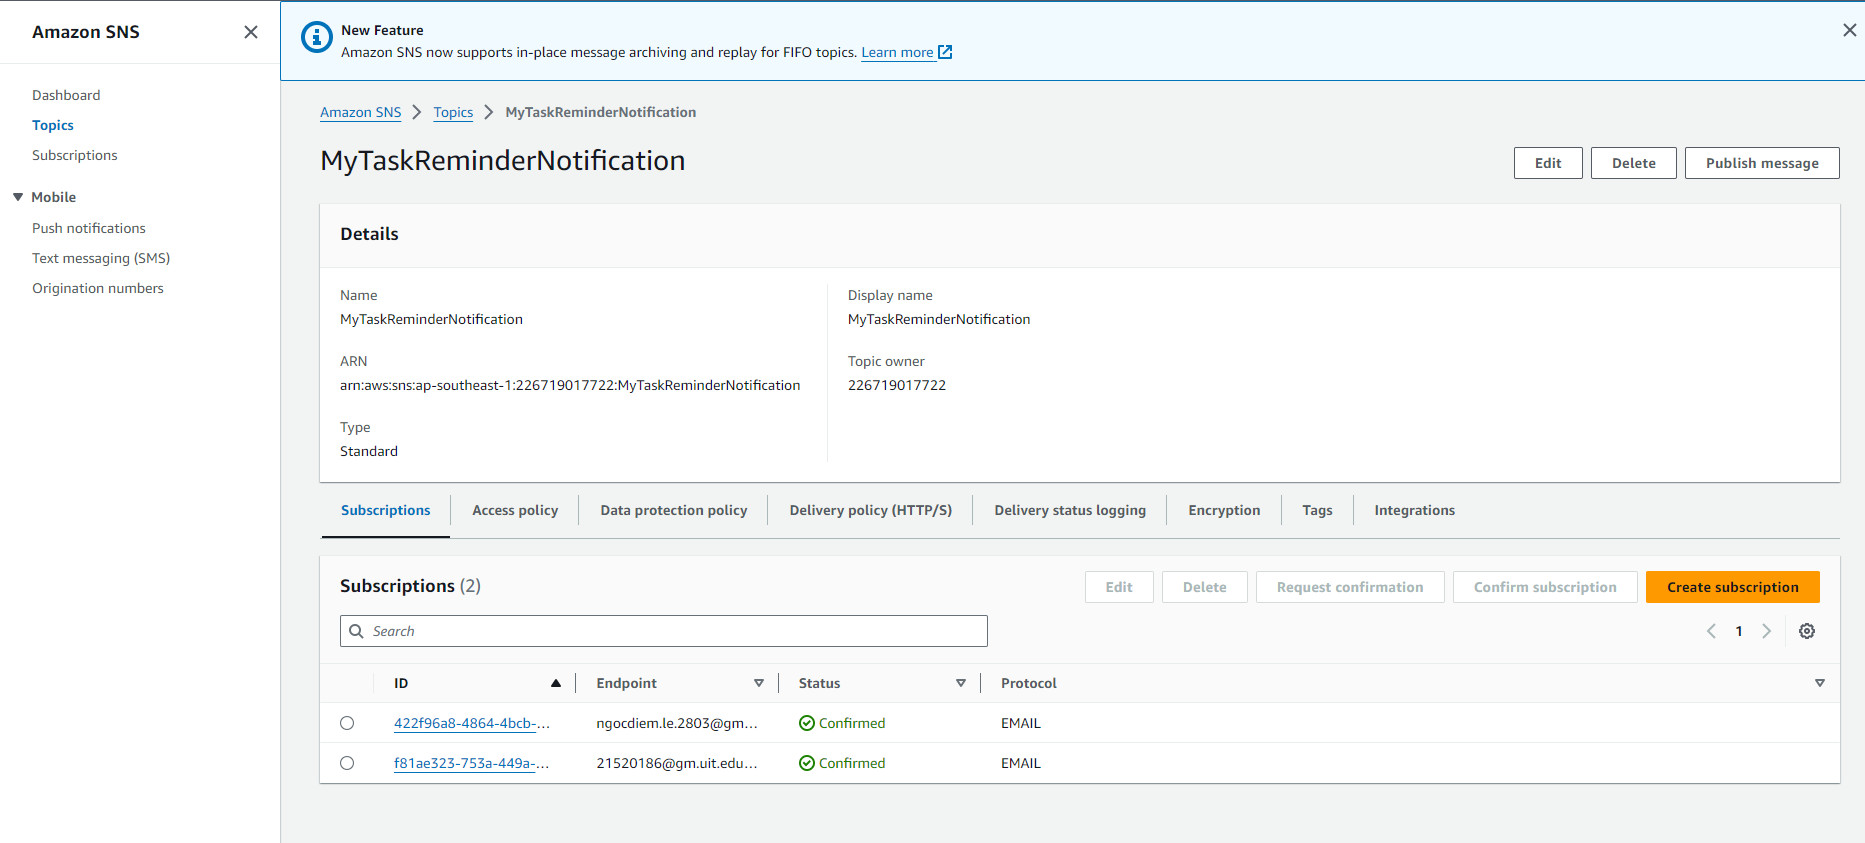 Amazon SNS
Dashboard
Topics
Subscriptions
Mobile
Push notifications
Text messaging (SMS)
Origination numbers
New Feature
Amazon SNS now supports in-place message archiving and replay for FIFO topics. Learn more
Amazon SNS > Topics > MyTaskReminderNotification
MyTaskReminderNotification
Edit Delete Publish message
Details
Name
MyTaskReminderNotification
ARN
arn:aws:sns:ap-southeast-1:226719017722:MyTaskReminderNotification
Type
Standard
Display name
MyTaskReminderNotification
Topic owner
226719017722
Subscriptions Access policy Data protection policy Delivery policy (HTTP/S) Delivery status logging Encryption Tags Integrations
Subscriptions (2)
Edit Delete Request confirmation Confirm subscription Create subscription
Search
1
ID Endpoint Status Protocol
422f96a8-4864-4bcb-... ngocdiem.le.2803@gm... Confirmed EMAIL
f81ae323-753a-449a-... 21520186@gm.uit.edu... Confirmed EMAIL